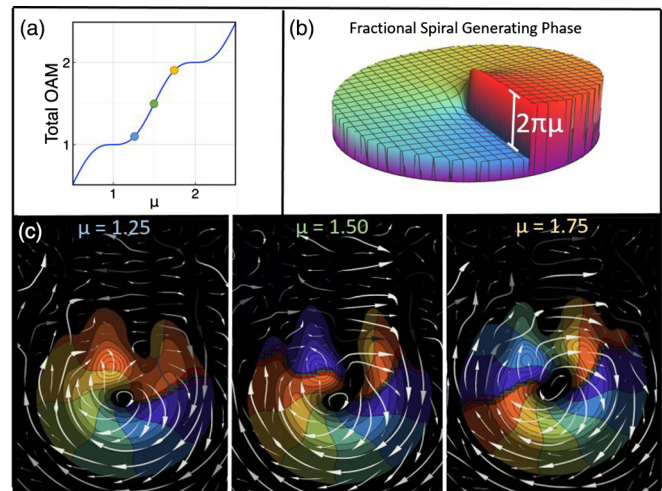 (a)
Total OAM
2
1
1
2
μ
(b)
Fractional Spiral Generating Phase
2πμ
(c)
μ = 1.25
μ = 1.50
μ = 1.75